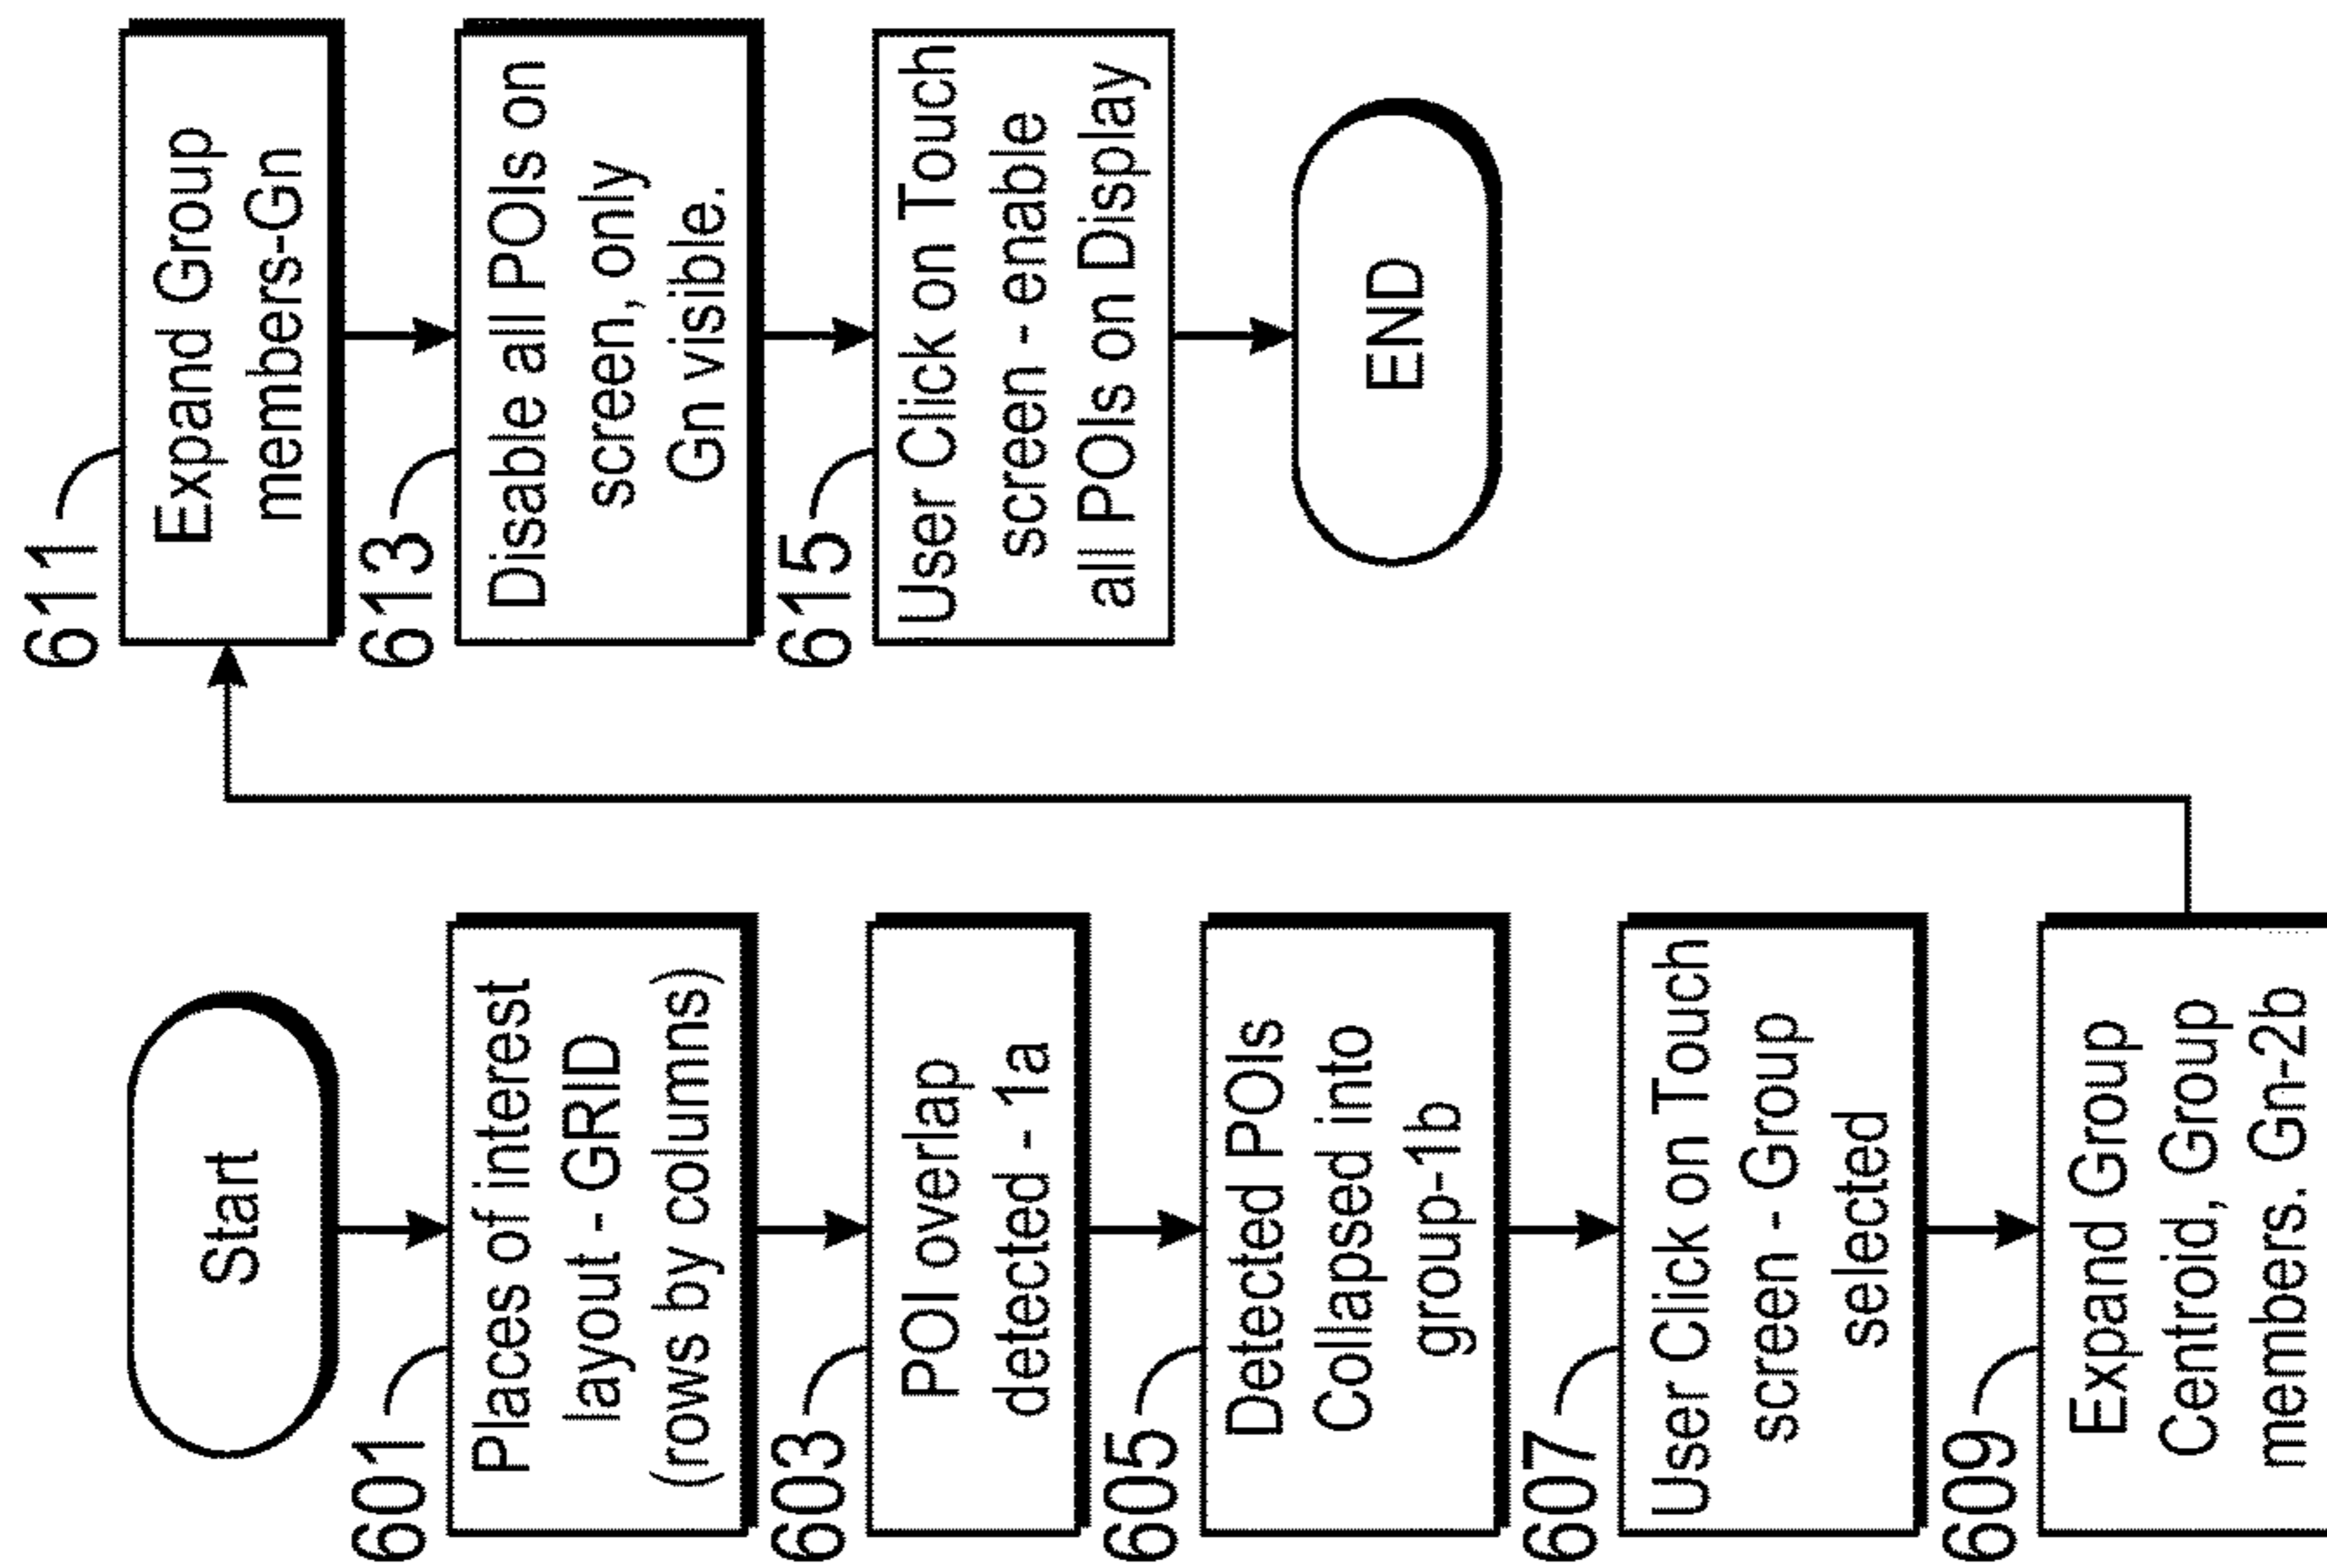 Start
601
Places of interest
layout - GRID
(rows by columns)
603
POI overlap
detected - 1a
605
Detected POIs
Collapsed into
group-1b
607
User Click on Touch
screen - Group
selected
609
Expand Group
Centroid, Group
members. Gn-2b
611
Expand Group
members-Gn
613
Disable all POIs on
screen, only
Gn visible.
615
User Click on Touch
screen - enable
all POIs on Display
END